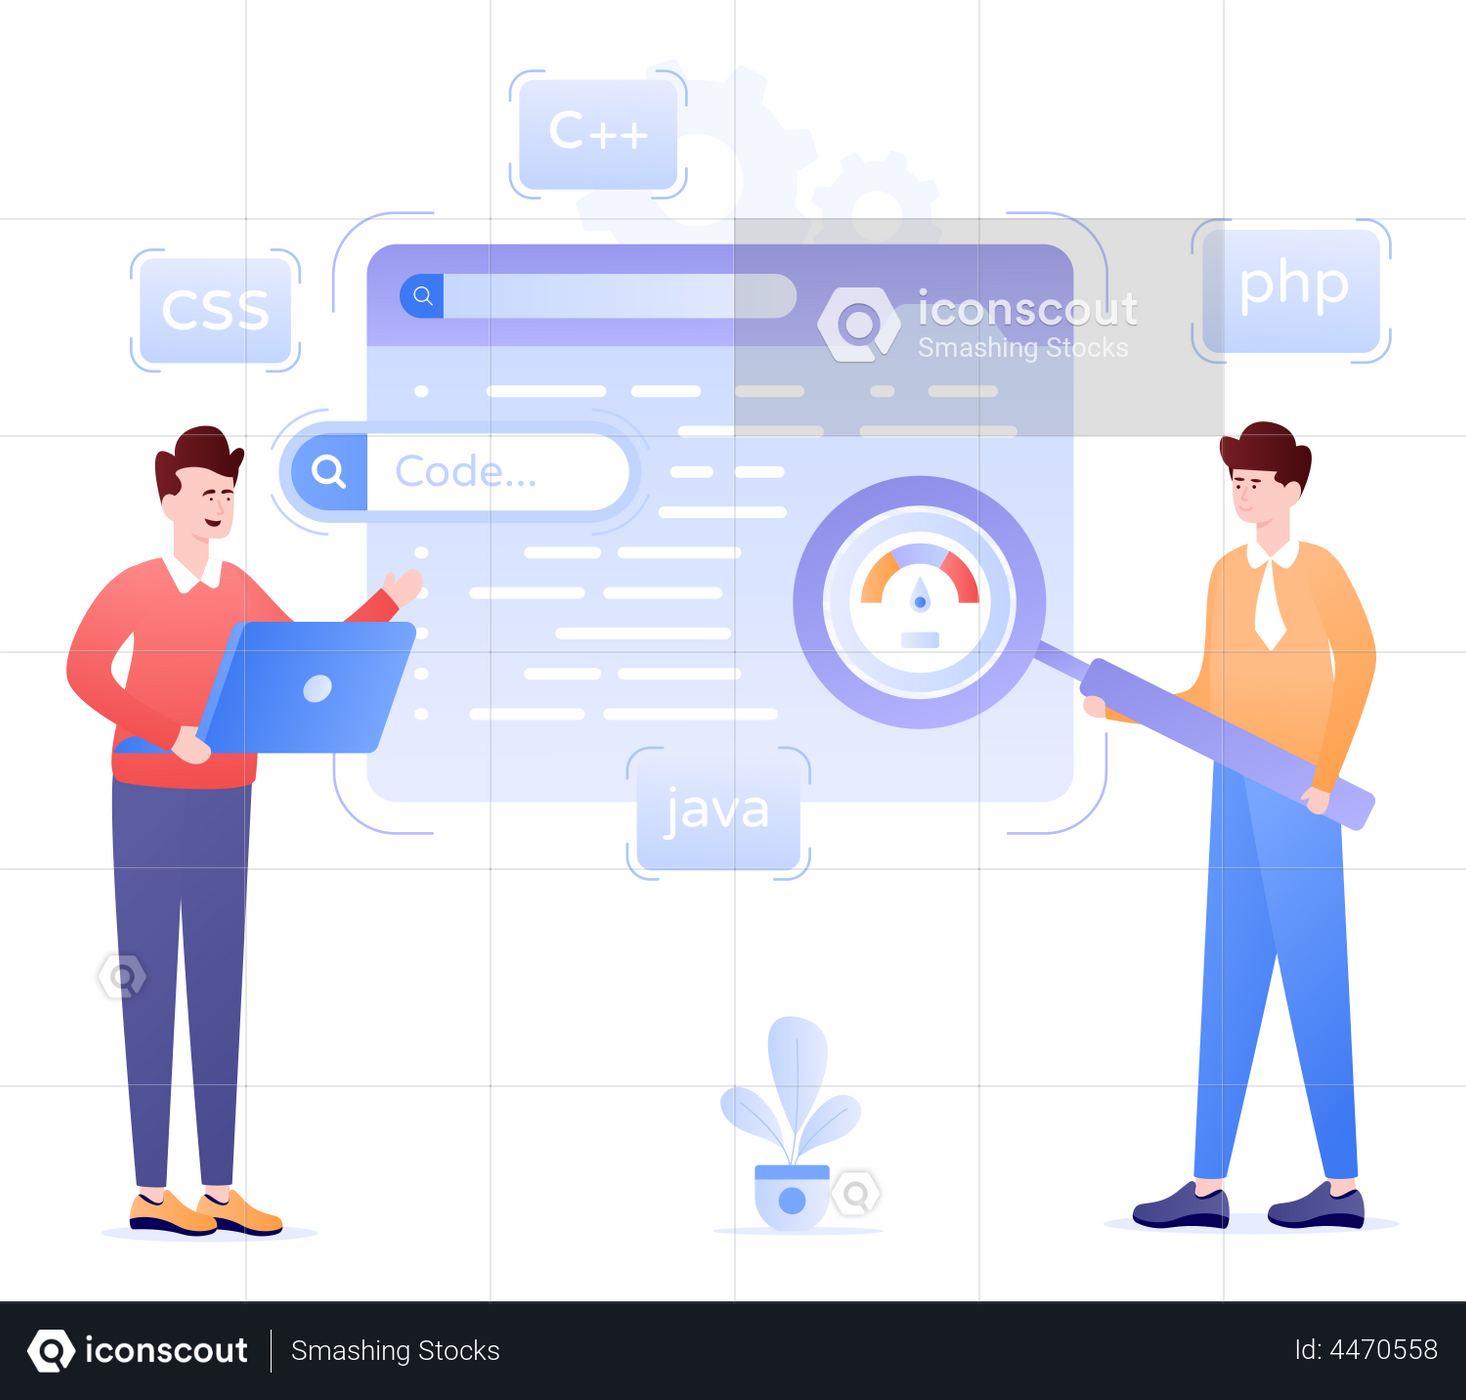 C++
css
php
iconscout
Smashing Stocks
Code...
java
iconscout
Smashing Stocks
Id: 4470558